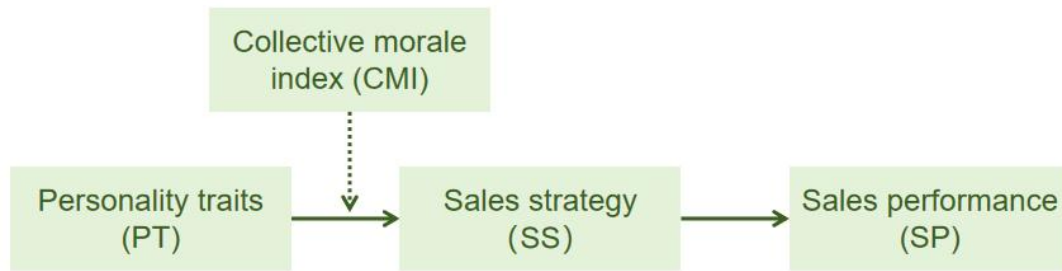 Collective morale
index (CMI)
Personality traits
(PT)
Sales strategy
(SS)
Sales performance
(SP)